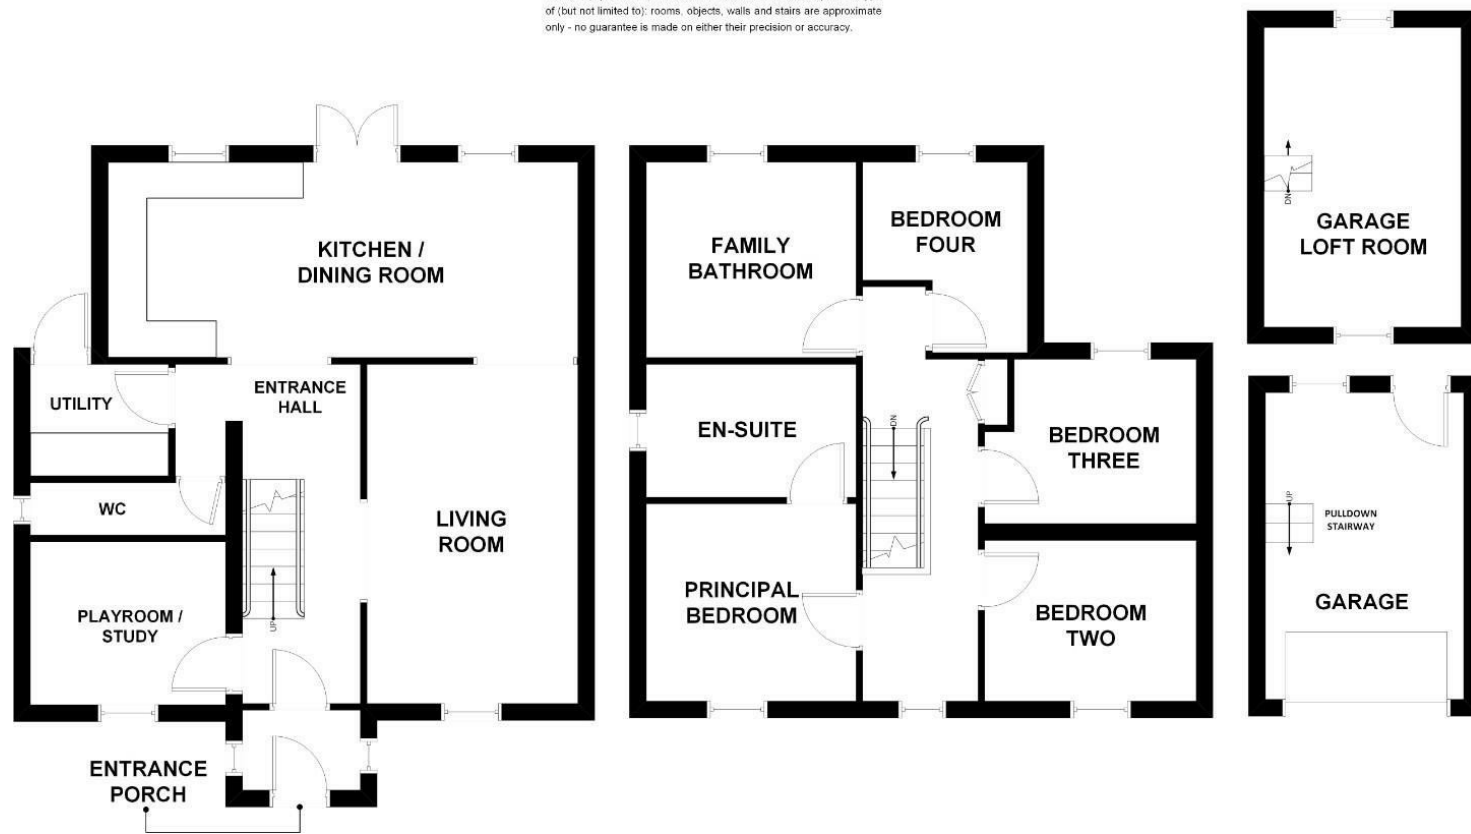 of (but not limited to): rooms, objects, walls and stairs are approximate
only - no guarantee is made on either their precision or accuracy.
KITCHEN /
DINING ROOM
UTILITY
ENTRANCE
HALL
WC
LIVING
ROOM
PLAYROOM /
STUDY
UP
ENTRANCE
PORCH
FAMILY
BATHROOM
BEDROOM
FOUR
EN-SUITE
DN
BEDROOM
THREE
PRINCIPAL
BEDROOM
BEDROOM
TWO
DN
GARAGE
LOFT ROOM
UP
PULLDOWN
STAIRWAY
GARAGE